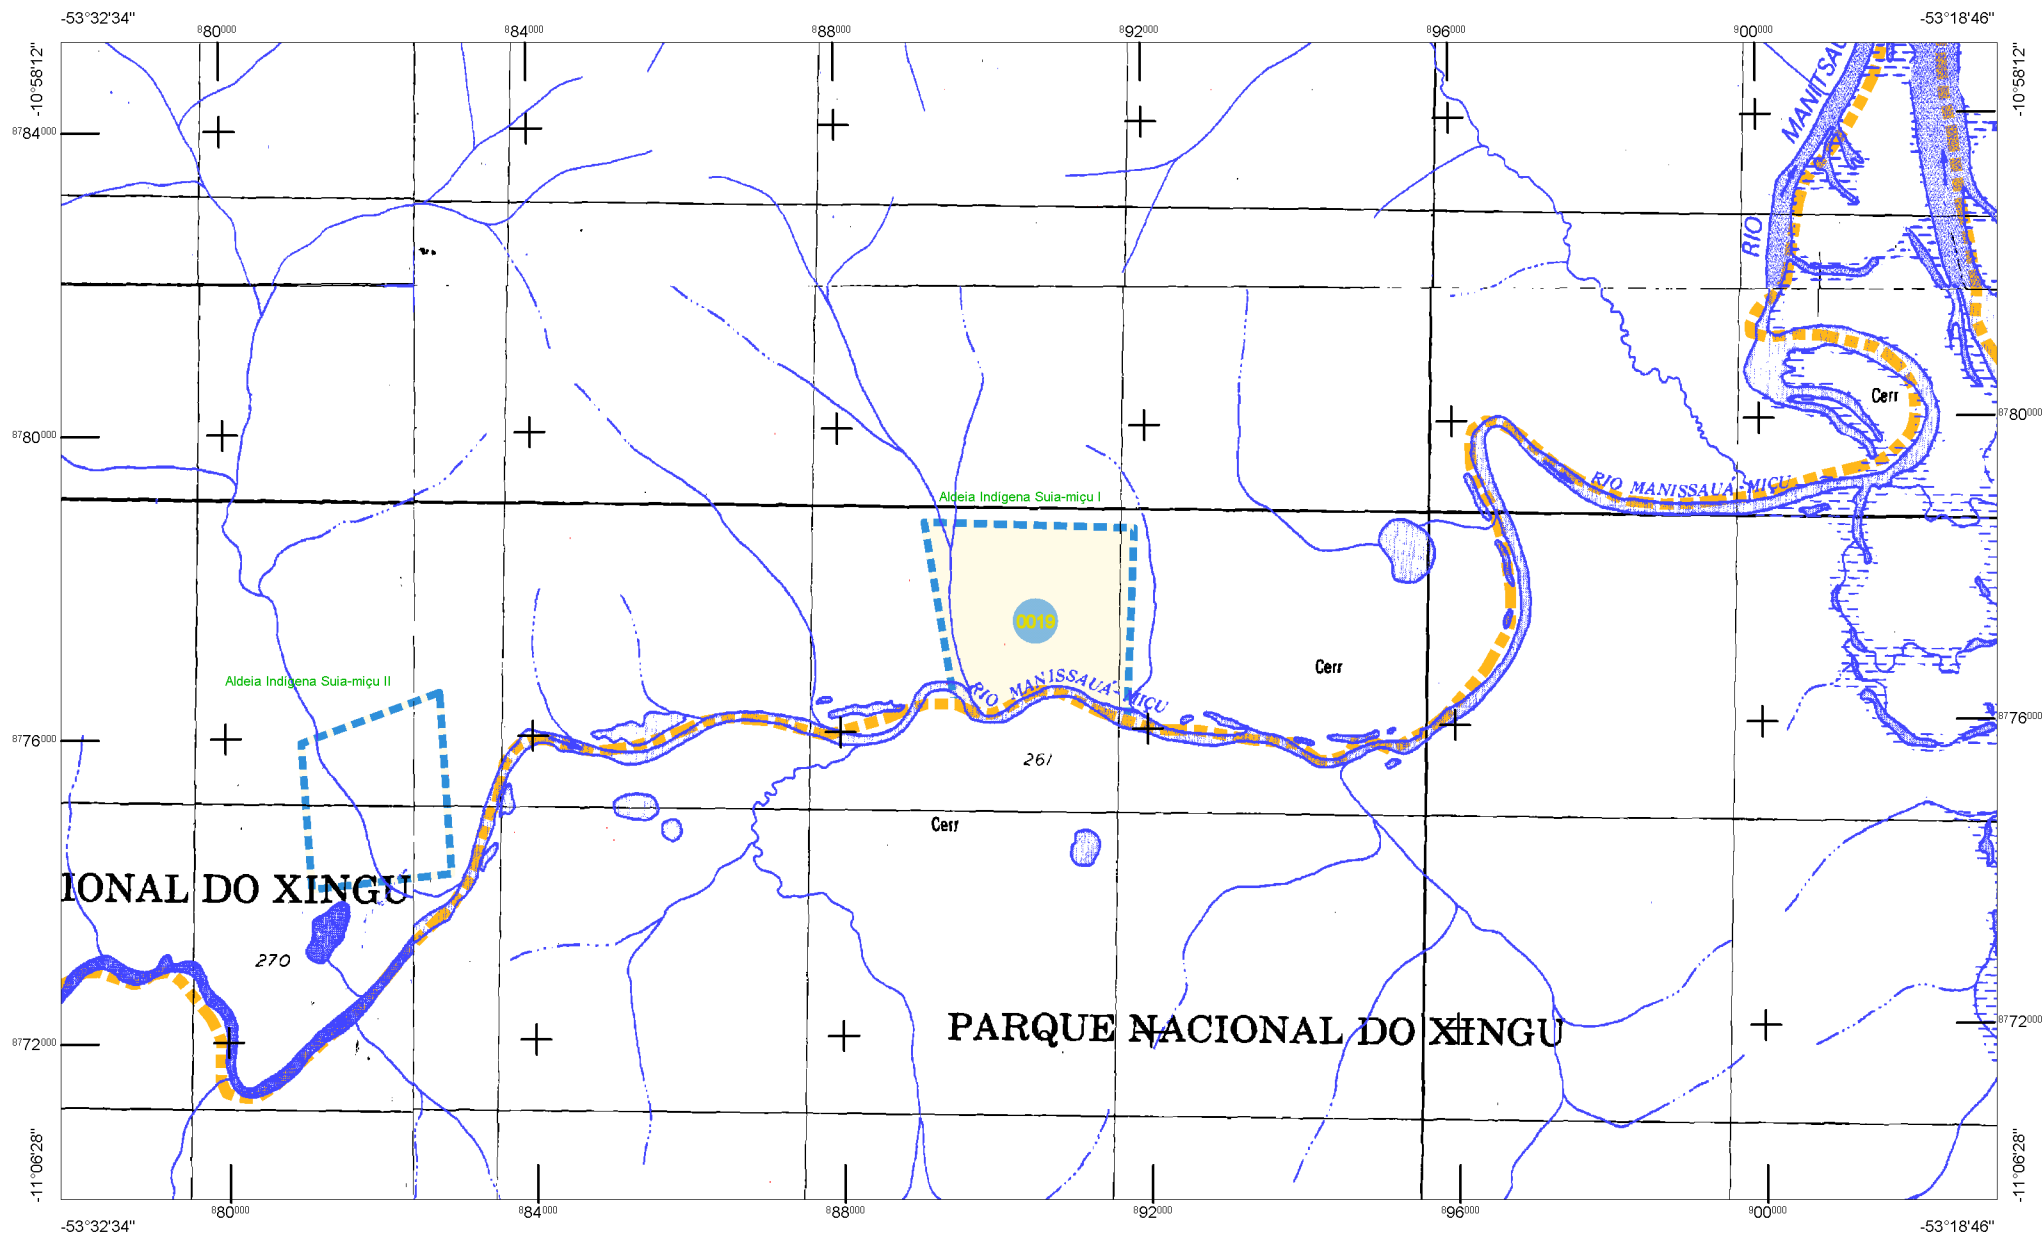 -53°32'34" -53°18'46"
880000 884000 888000 892000 896000 900000
-10°58'12" -10°58'12"
8784000
RIO MANITSAU
Cerr
8780000 8780000
RIO MANISSAUÁ-MIÇU
Aldeia Indígena Suia-miçu I
0019
Cerr
Aldeia Indígena Suia-miçu II
RIO MANISSAUÁ-MIÇU
8776000 8776000
261
Cerr
IONAL DO XINGU
270
PARQUE NACIONAL DO XINGU
8772000 8772000
-11°06'28" -11°06'28"
880000 884000 888000 892000 896000 900000
-53°32'34" -53°18'46"